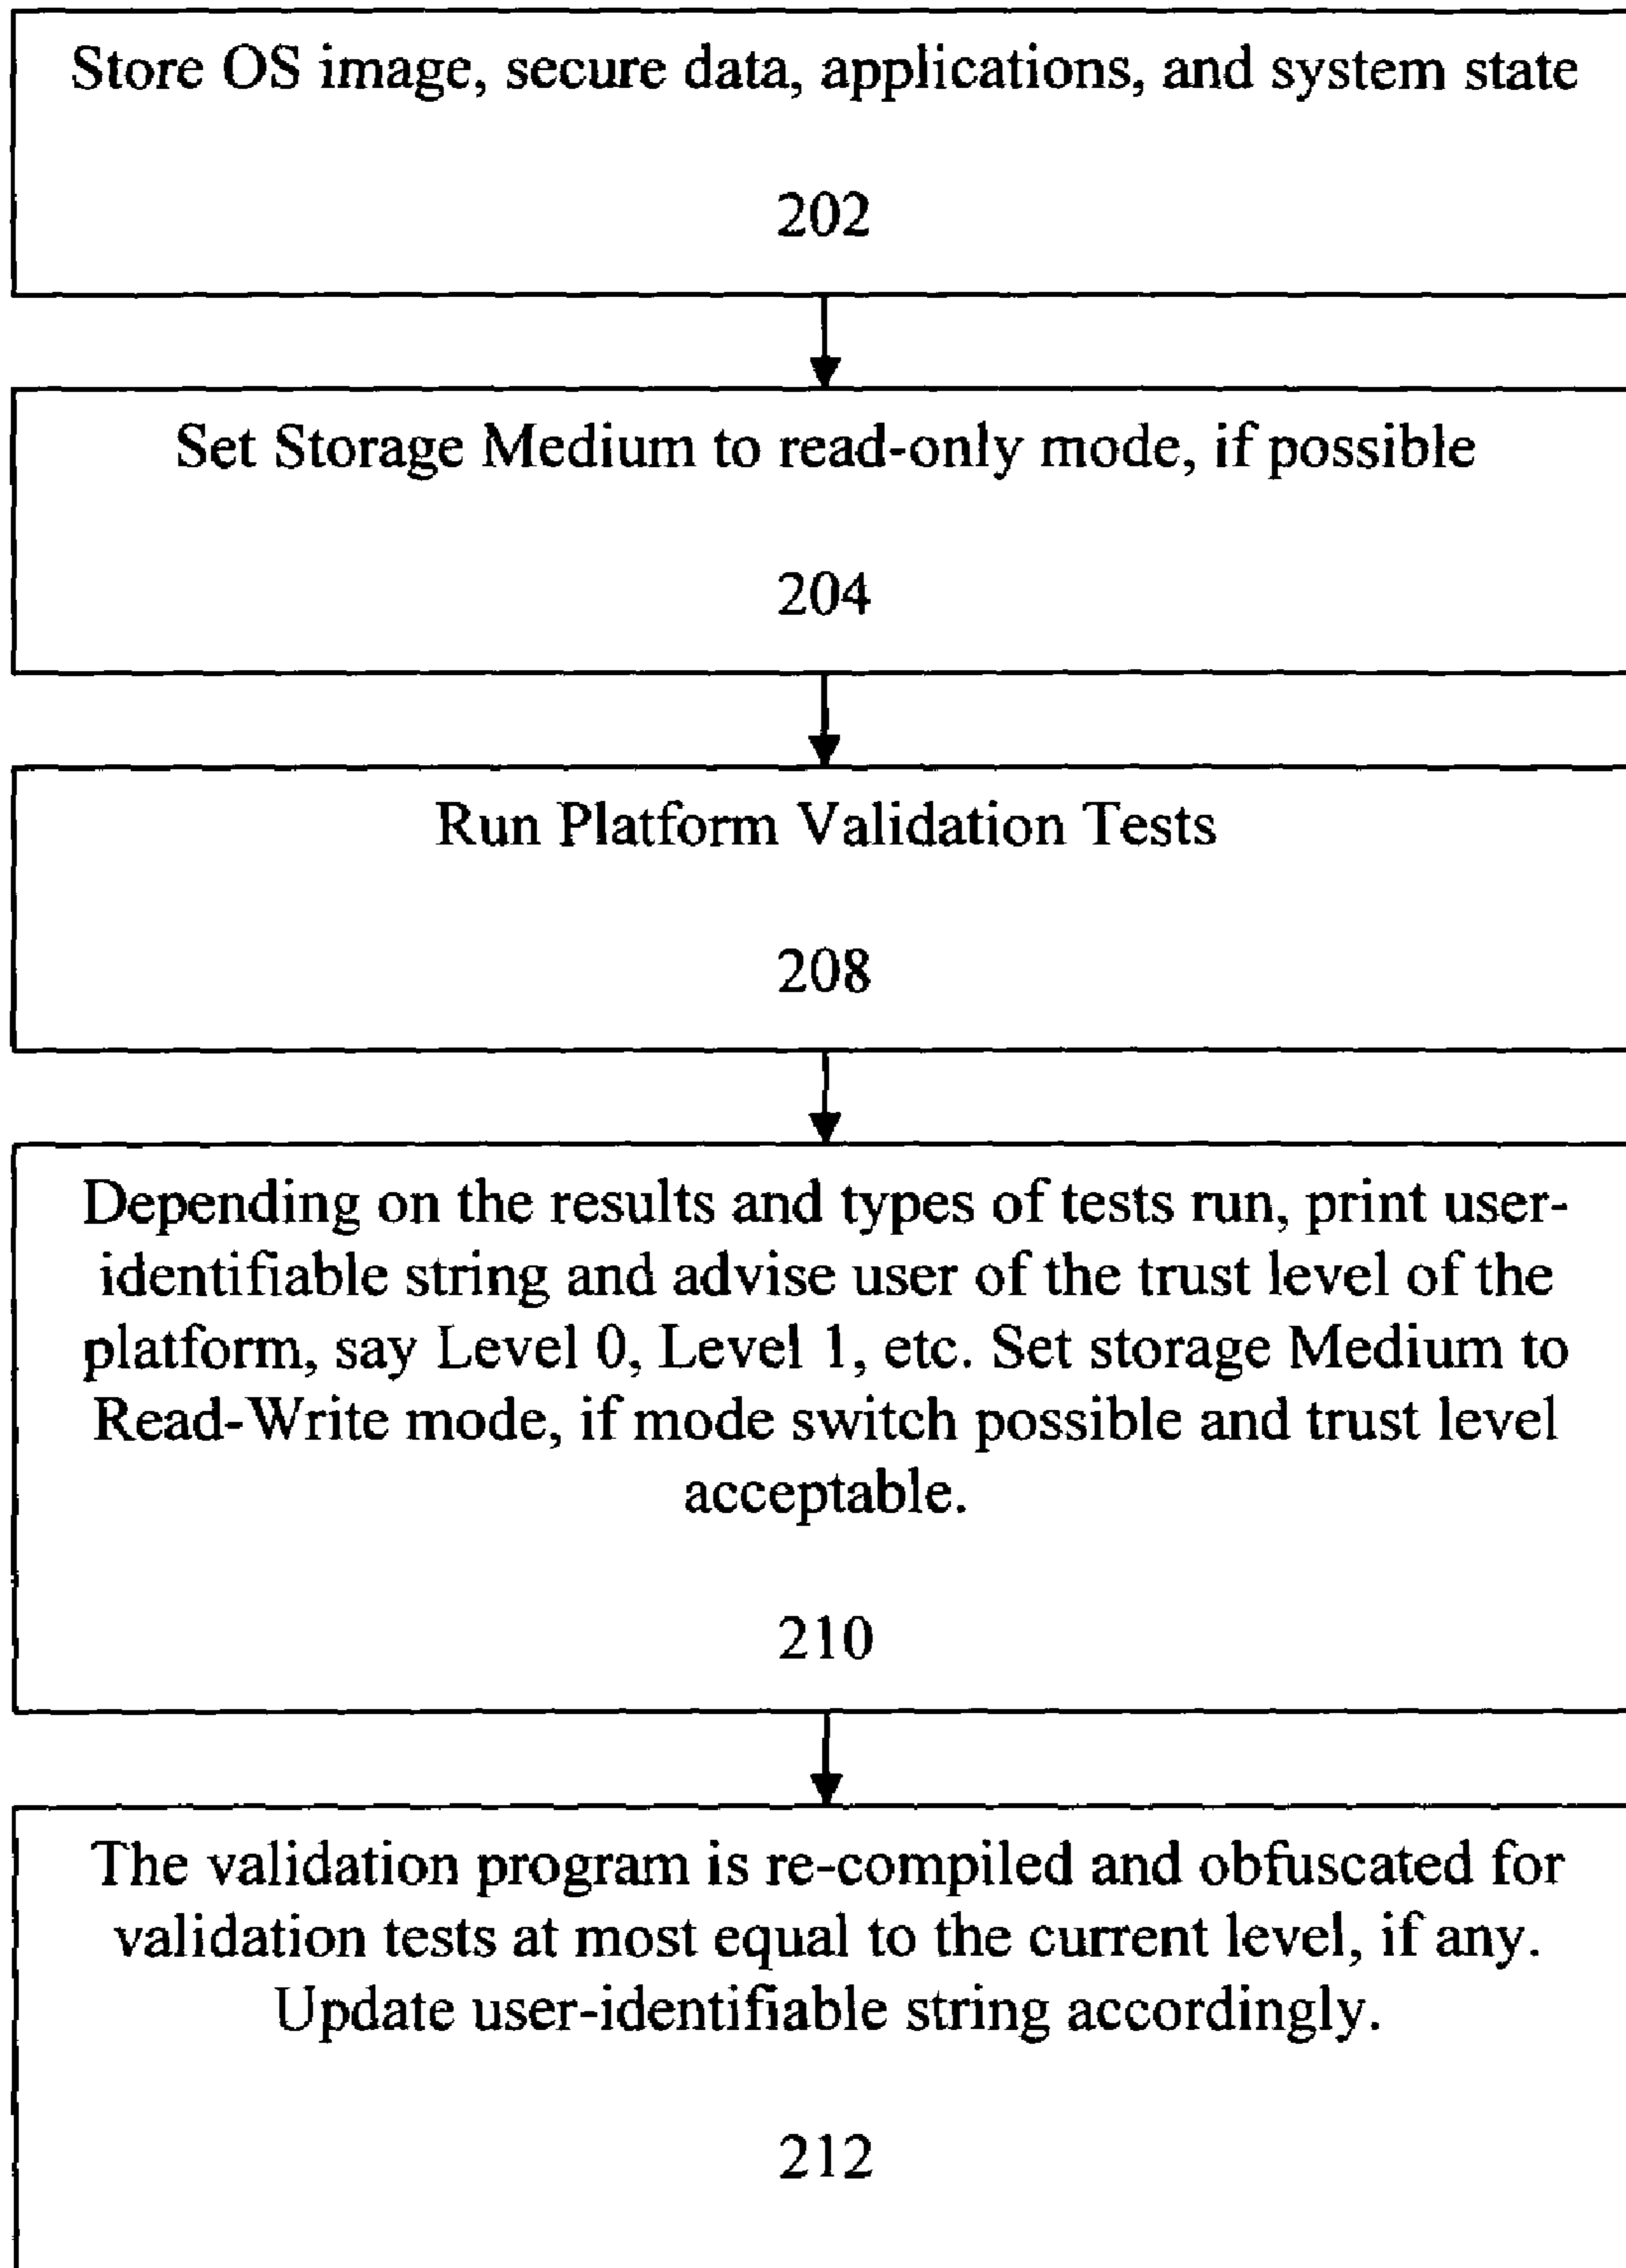 Store OS image, secure data, applications, and system state
202
Set Storage Medium to read-only mode, if possible
204
Run Platform Validation Tests
208
Depending on the results and types of tests run, print user-
identifiable string and advise user of the trust level of the
platform, say Level 0, Level 1, etc. Set storage Medium to
Read-Write mode, if mode switch possible and trust level
acceptable.
210
The validation program is re-compiled and obfuscated for
validation tests at most equal to the current level, if any.
Update user-identifiable string accordingly.
212